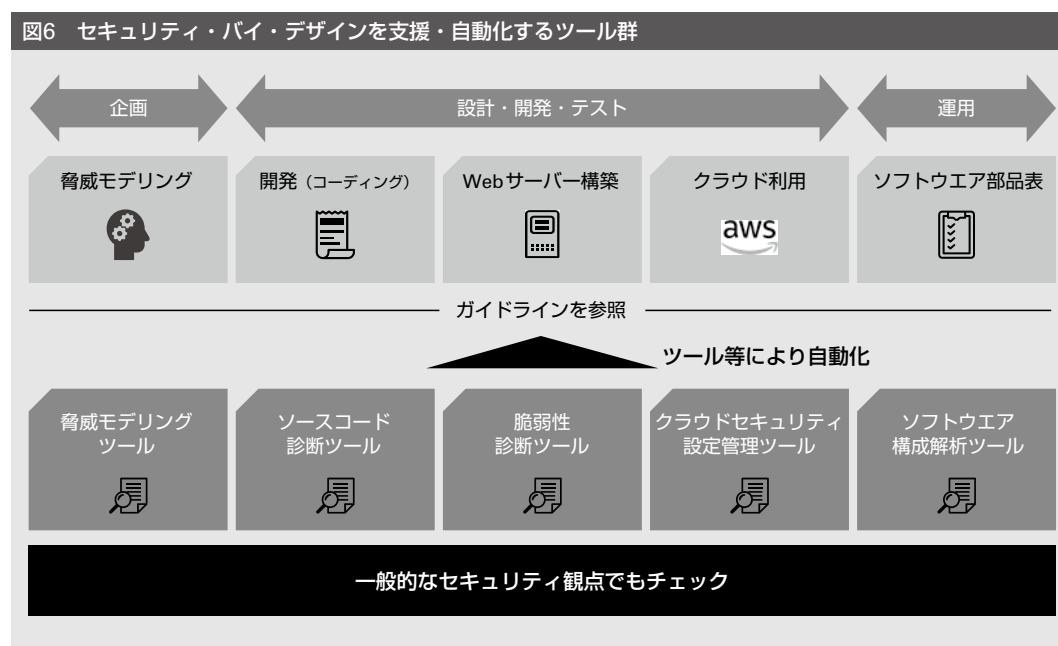 図6 セキュリティ・バイ・デザインを支援・自動化するツール群
企画
設計・開発・テスト
運用
脅威モデリング
開発（コーディング）
Webサーバー構築
クラウド利用
ソフトウエア部品表
aws
ガイドラインを参照
ツール等により自動化
脅威モデリング
ツール
ソースコード
診断ツール
脆弱性
診断ツール
クラウドセキュリティ
設定管理ツール
ソフトウエア
構成解析ツール
一般的なセキュリティ観点でもチェック